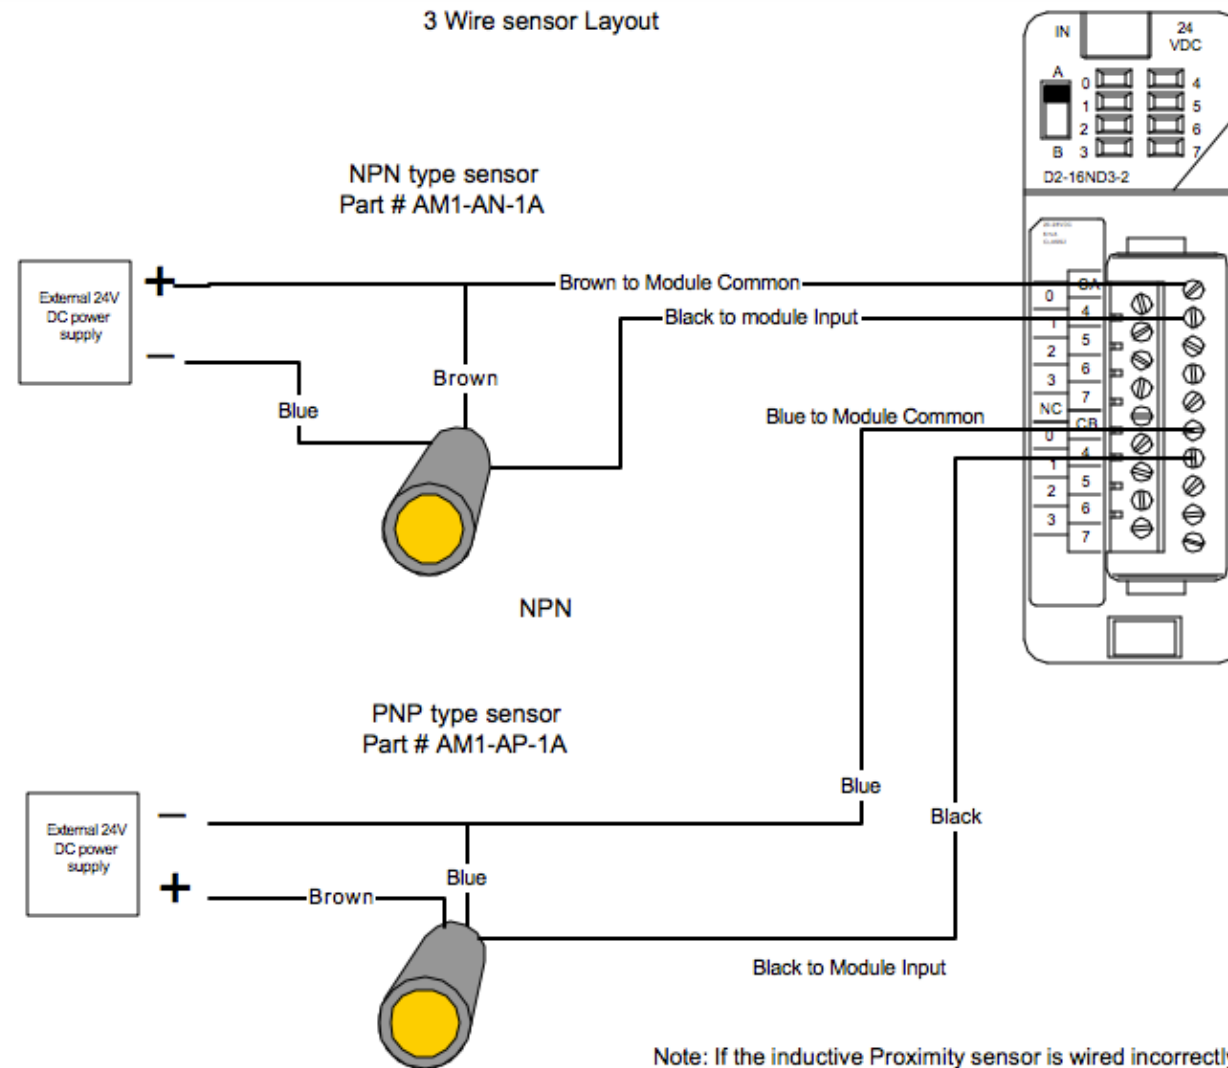 3 Wire sensor Layout
IN
24
VDC
A
0
4
1
5
2
6
B
3
7
D2-16ND3-2
NPN type sensor
Part # AM1-AN-1A
External 24V
DC power
supply
+
−
Brown to Module Common
Black to module Input
Brown
Blue
Blue to Module Common
CA
0
4
1
5
2
6
3
7
NC
CB
0
4
1
5
2
6
3
7
NPN
PNP type sensor
Part # AM1-AP-1A
External 24V
DC power
supply
−
+
Blue
Black
Blue
Brown
Black to Module Input
Note: If the inductive Proximity sensor is wired incorrectly